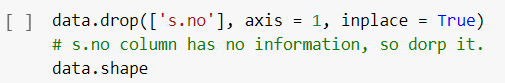 [ ] data.drop(['s.no'], axis = 1, inplace = True)
# s.no column has no information, so dorp it.
data.shape